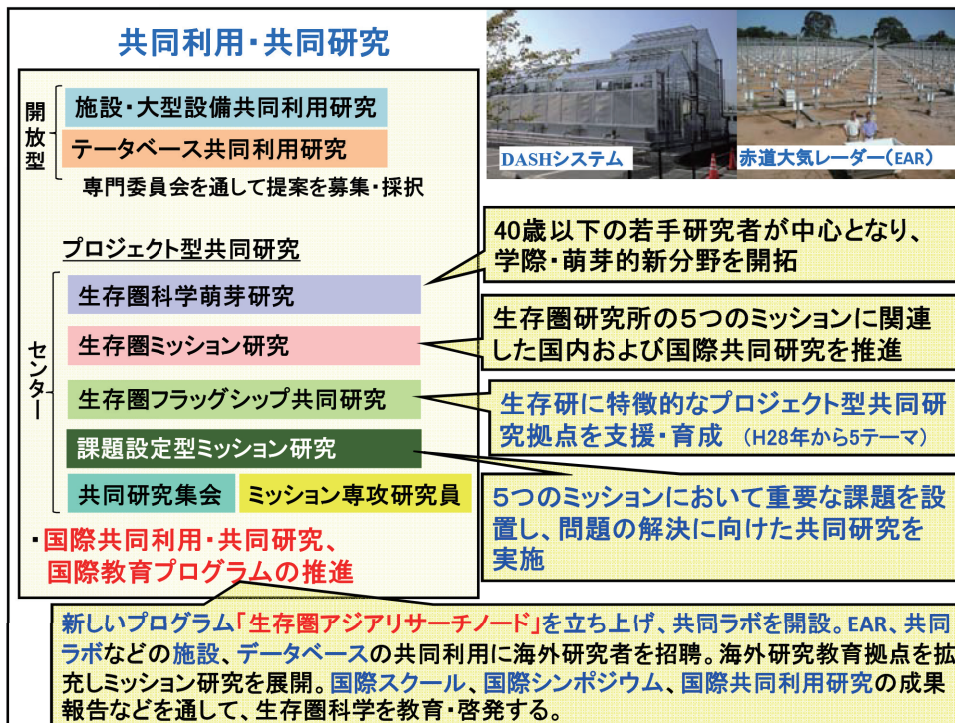 共同利用・共同研究
開放型
施設・大型設備共同利用研究
データベース共同利用研究
専門委員会を通して提案を募集・採択
DASHシステム
赤道大気レーダー(EAR)
プロジェクト型共同研究
センター
生存圏科学萌芽研究
40歳以下の若手研究者が中心となり、
学際・萌芽的新分野を開拓
生存圏ミッション研究
生存圏研究所の5つのミッションに関連
した国内および国際共同研究を推進
生存圏フラッグシップ共同研究
生存研に特徴的なプロジェクト型共同研
究拠点を支援・育成 (H28年から5テーマ)
課題設定型ミッション研究
5つのミッションにおいて重要な課題を設
置し、問題の解決に向けた共同研究を
実施
共同研究集会
ミッション専攻研究員
・国際共同利用・共同研究、
国際教育プログラムの推進
新しいプログラム「生存圏アジアリサーチノード」を立ち上げ、共同ラボを開設。EAR、共同
ラボなどの施設、データベースの共同利用に海外研究者を招聘。海外研究教育拠点を拡
充しミッション研究を展開。国際スクール、国際シンポジウム、国際共同利用研究の成果
報告などを通して、生存圏科学を教育・啓発する。